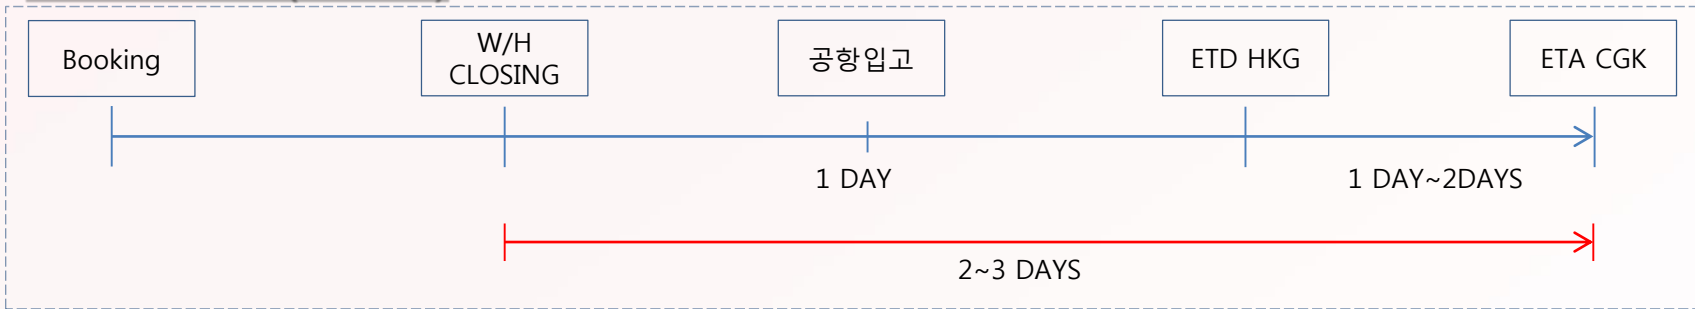 Booking
W/H
CLOSING
공항입고
ETD HKG
ETA CGK
1 DAY
1 DAY~2DAYS
2~3 DAYS